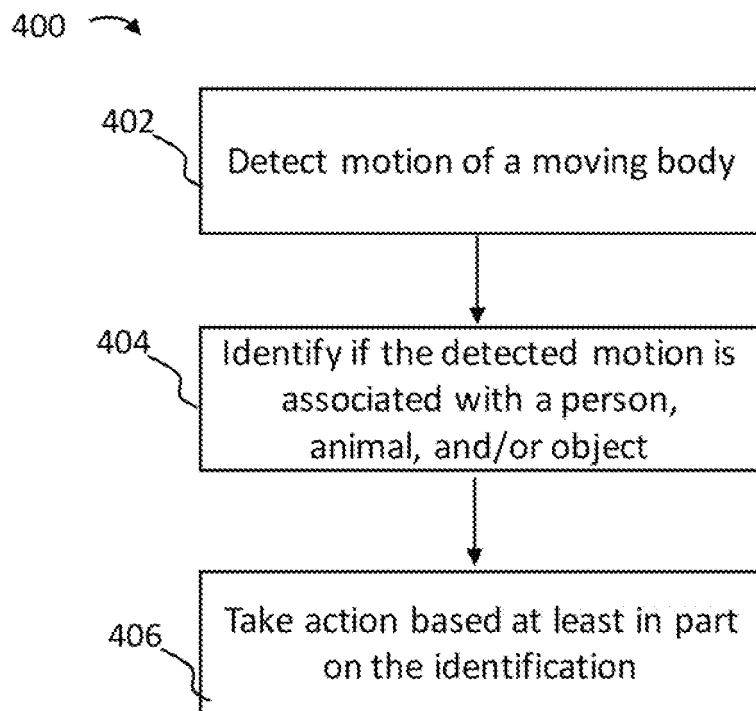 400
402
Detect motion of a moving body
404
Identify if the detected motion is
associated with a person,
animal, and/or object
406
Take action based at least in part
on the identification